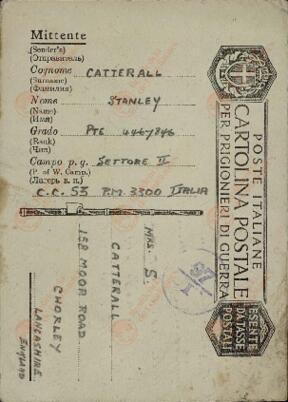 Mittente
(Sender's)
(Отправитель)
Cognome CATTERALL
(Surname)
(Фамилия)
Nome STANLEY
(Name)
(Имя)
Grado PTE 4467846
(Rank)
(Чин)
Campo p. g. SETTORE II
(P. of W. Camp.)
(Лагерь в. п.)
C.C. 53 P.M. 3300 ITALIA
POSTE ITALIANE
CARTOLINA POSTALE
PER PRIGIONIERI DI GUERRA
ESENTE
DA TASSE
POSTALI
MRS. S.
CATTERALL
158 MOOR ROAD
CHORLEY
LANCASHIRE
ENGLAND